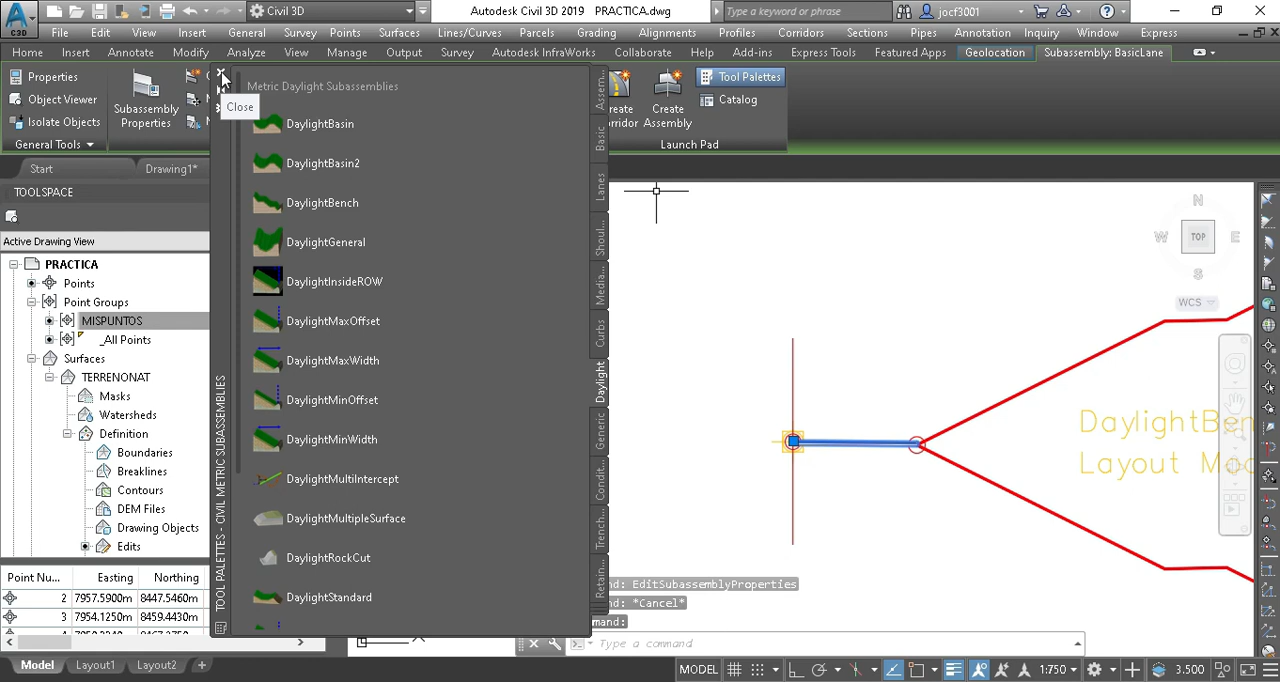 C3D
Civil 3D
Autodesk Civil 3D 2019 PRACTICA.dwg
Type a keyword or phrase
jocf3001
File Edit View Insert General Survey Points Surfaces Lines/Curves Parcels Grading Alignments Profiles Corridors Sections Pipes Annotation Inquiry Window Express
Home Insert Annotate Modify Analyze View Manage Output Survey Autodesk InfraWorks Collaborate Help Add-ins Express Tools Featured Apps Geolocation Subassembly: BasicLane
Properties
Object Viewer
Isolate Objects
General Tools
Subassembly
Properties
Close
Create
Assembly
Tool Palettes
Catalog
Launch Pad
Start Drawing1*
TOOLSPACE
Active Drawing View
PRACTICA
Points
Point Groups
MISPUNTOS
_All Points
Surfaces
TERRENONAT
Masks
Watersheds
Definition
Boundaries
Breaklines
Contours
DEM Files
Drawing Objects
Edits
Point Nu... Easting Northing
2 7957.5900m 8447.5460m
3 7954.1250m 8459.4430m
TOOL PALETTES - CIVIL METRIC SUBASSEMBLIES
Metric Daylight Subassemblies
DaylightBasin
DaylightBasin2
DaylightBench
DaylightGeneral
DaylightInsideROW
DaylightMaxOffset
DaylightMaxWidth
DaylightMinOffset
DaylightMinWidth
DaylightMultiIntercept
DaylightMultipleSurface
DaylightRockCut
DaylightStandard
Assem...
Basic
Lanes
Shoul...
Media...
Curbs
Daylight
Generic
Condit...
Trench...
Retain...
N
W TOP E
S
WCS
DaylightBen
Layout Mo
nd: EditSubassemblyProperties
nd: *Cancel*
mand:
Type a command
Model Layout1 Layout2 +
MODEL 1:750 3.500